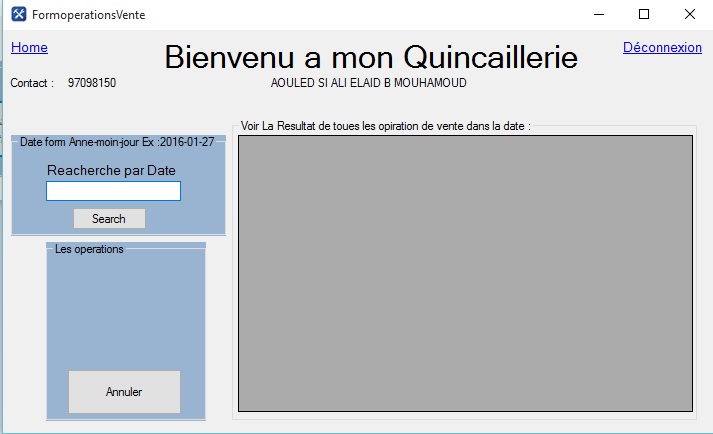 FormoperationsVente
Home
Bienvenu a mon Quincaillerie
Déconnexion
Contact : 97098150
AOULED SI ALI ELAID B MOUHAMOUD
Date form Anne-moin-jour Ex :2016-01-27
Reacherche par Date
Search
Les operations
Annuler
Voir La Resultat de toues les opiration de vente dans la date :